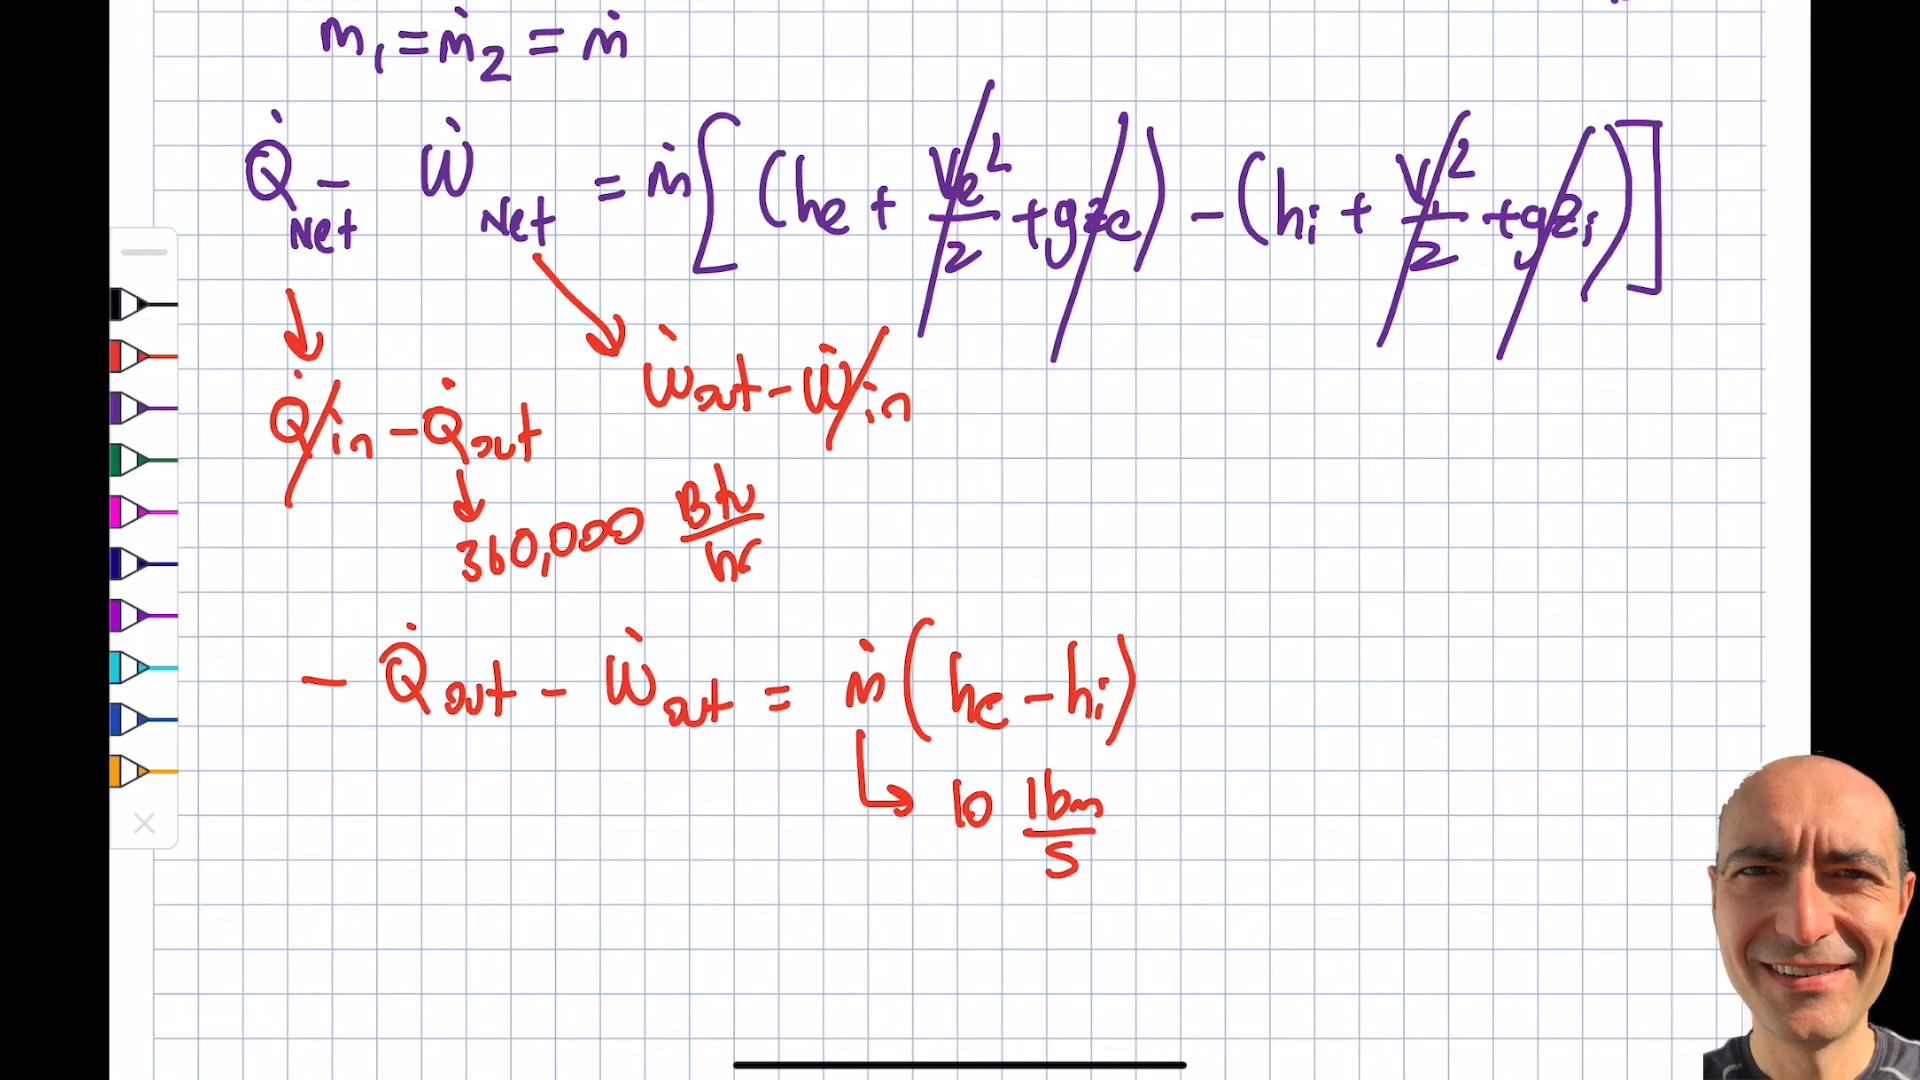 ṁ₁ = ṁ₂ = ṁ
Q̇Net − ẆNet = ṁ[(he + Ve²/2 + gze) − (hi + Vi²/2 + gzi)]
Q̇in − Q̇out
Ẇout − Ẇin
360,000 Btu/hr
− Q̇out − Ẇout = ṁ(he − hi)
10 lbm/s